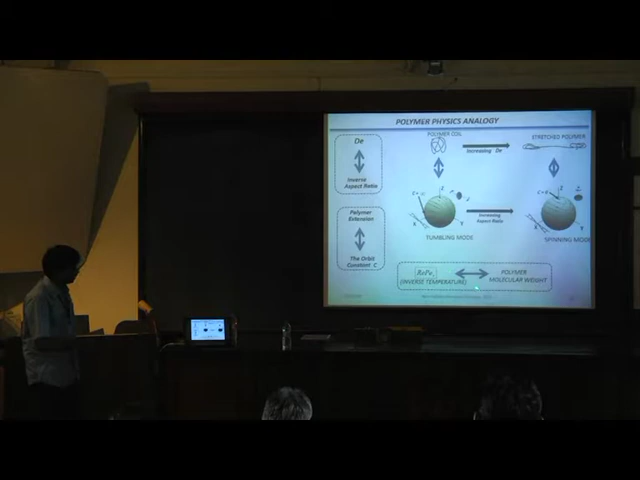 POLYMER PHYSICS ANALOGY
De
Inverse
Aspect Ratio
Polymer
Extension
The Orbit
Constant C
POLYMER COIL
Increasing De
STRETCHED POLYMER
Increasing
Aspect Ratio
TUMBLING MODE
SPINNING MODE
(INVERSE TEMPERATURE)
POLYMER
MOLECULAR WEIGHT